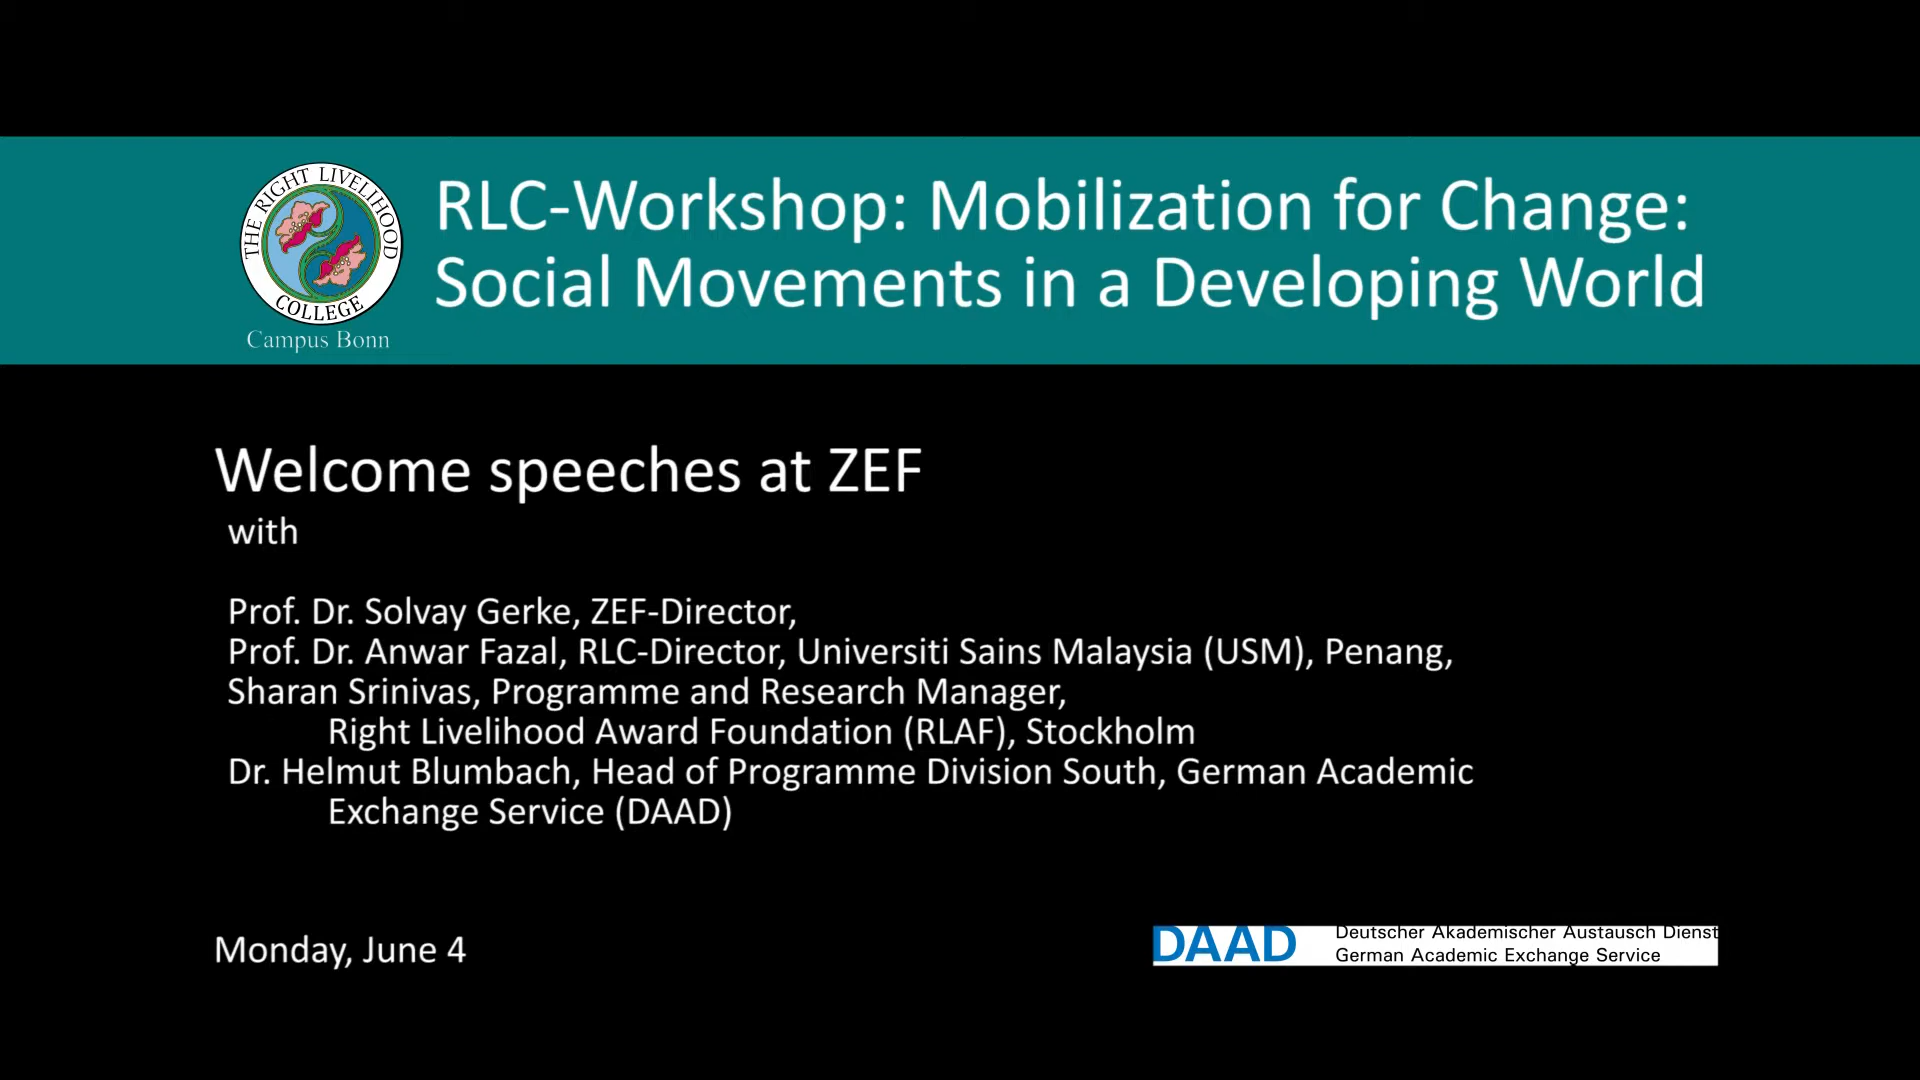 THE RIGHT LIVELIHOOD
COLLEGE
Campus Bonn
RLC-Workshop: Mobilization for Change:
Social Movements in a Developing World
Welcome speeches at ZEF
with
Prof. Dr. Solvay Gerke, ZEF-Director,
Prof. Dr. Anwar Fazal, RLC-Director, Universiti Sains Malaysia (USM), Penang,
Sharan Srinivas, Programme and Research Manager,
Right Livelihood Award Foundation (RLAF), Stockholm
Dr. Helmut Blumbach, Head of Programme Division South, German Academic
Exchange Service (DAAD)
Monday, June 4
DAAD
Deutscher Akademischer Austausch Dienst
German Academic Exchange Service